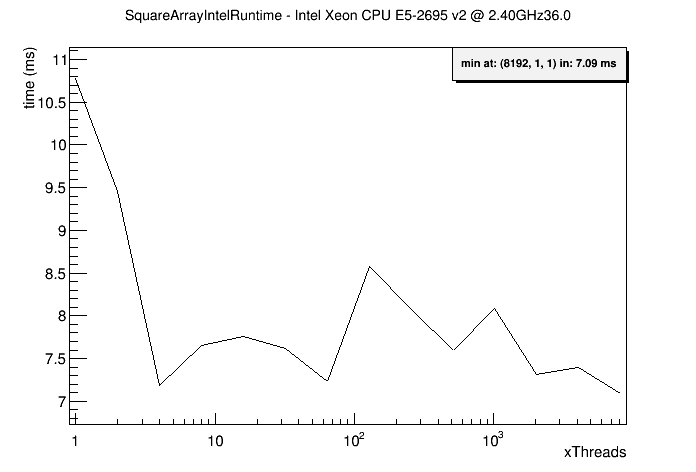 SquareArrayIntelRuntime - Intel Xeon CPU E5-2695 v2 @ 2.40GHz36.0
min at: (8192, 1, 1) in: 7.09 ms
time (ms)
11
10.5
10
9.5
9
8.5
8
7.5
7
1 10 10² 10³
xThreads